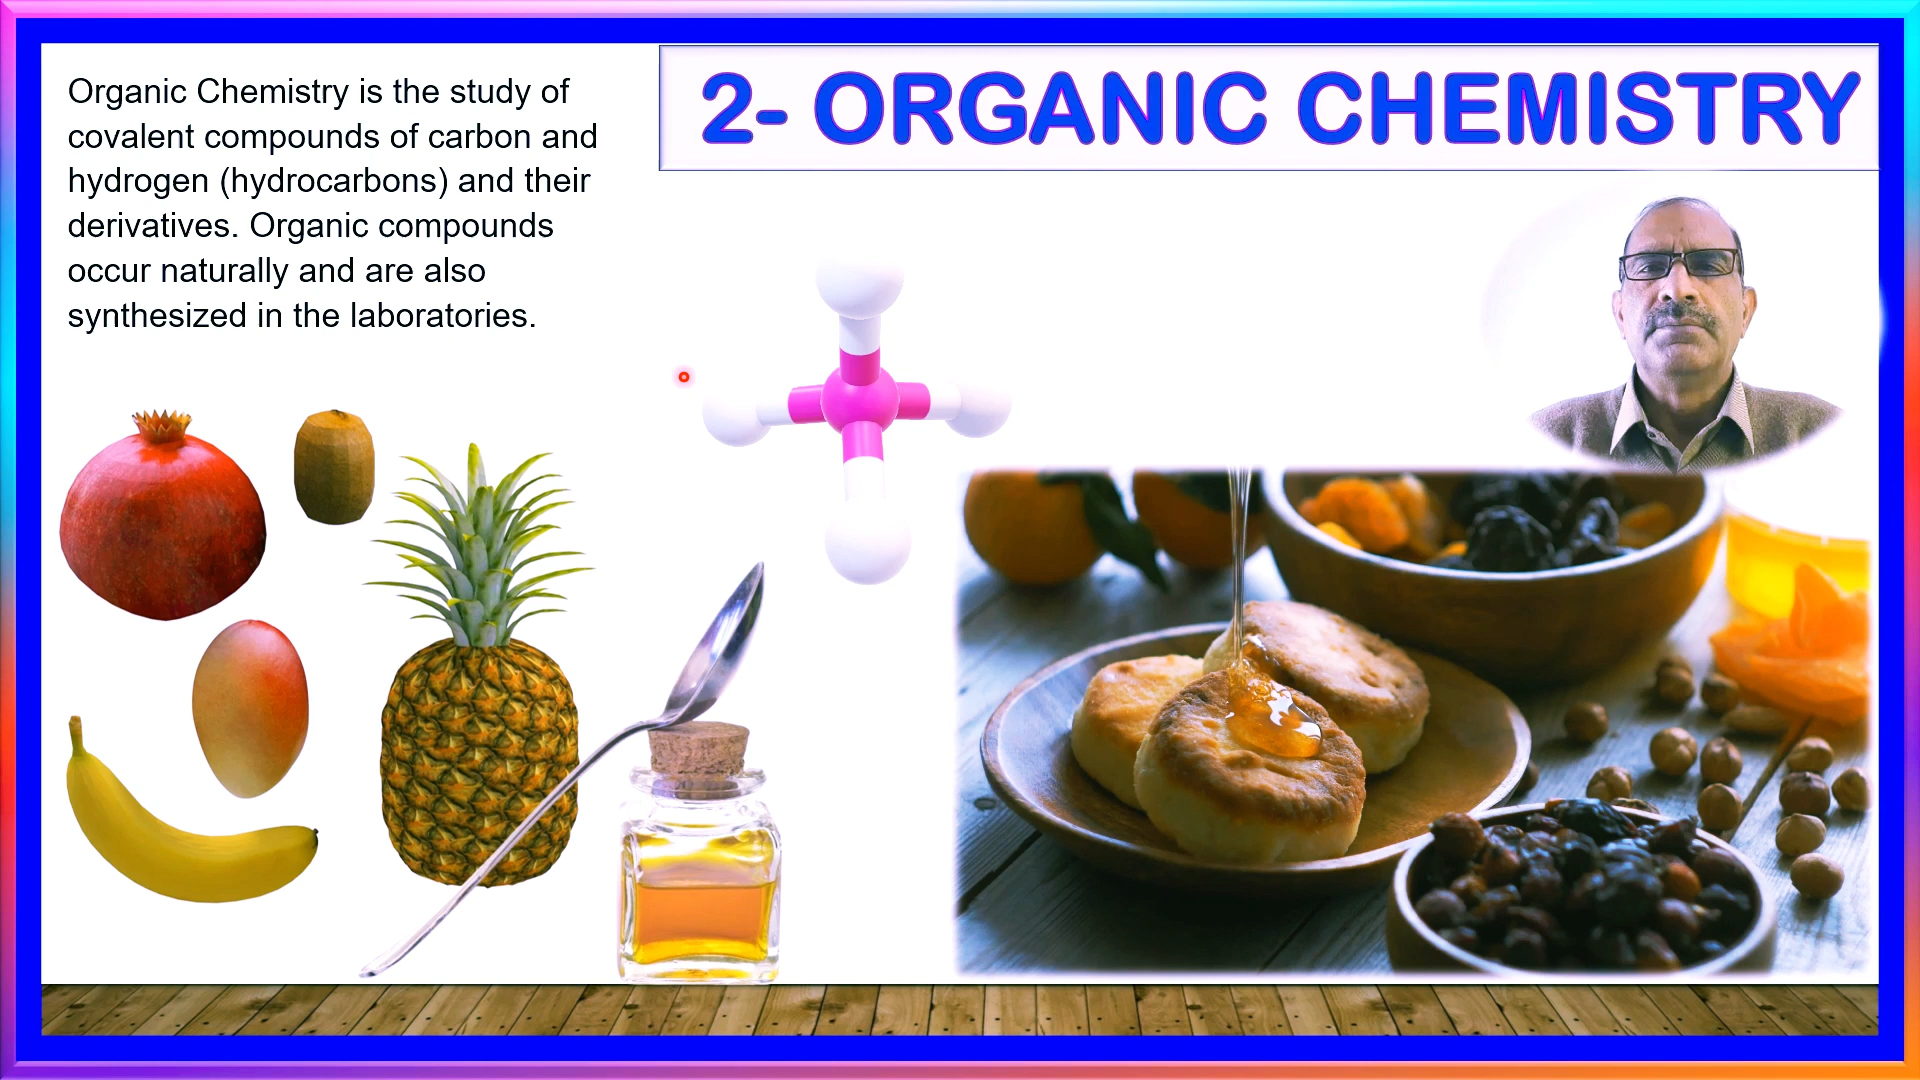 2- ORGANIC CHEMISTRY
Organic Chemistry is the study of
covalent compounds of carbon and
hydrogen (hydrocarbons) and their
derivatives. Organic compounds
occur naturally and are also
synthesized in the laboratories.